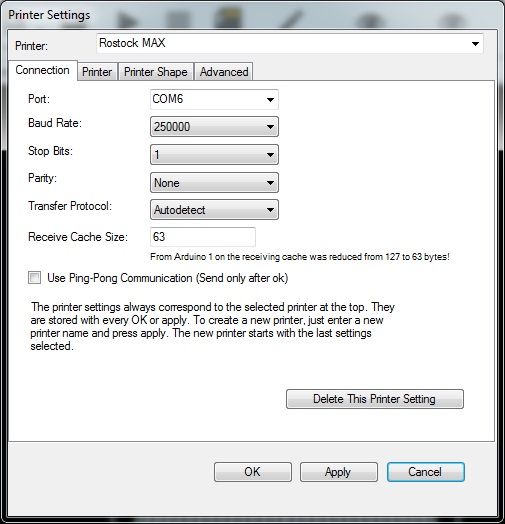 Printer Settings
Printer: Rostock MAX
Connection Printer Printer Shape Advanced
Port: COM6
Baud Rate: 250000
Stop Bits: 1
Parity: None
Transfer Protocol: Autodetect
Receive Cache Size: 63
From Arduino 1 on the receiving cache was reduced from 127 to 63 bytes!
Use Ping-Pong Communication (Send only after ok)
The printer settings always correspond to the selected printer at the top. They
are stored with every OK or apply. To create a new printer, just enter a new
printer name and press apply. The new printer starts with the last settings
selected.
Delete This Printer Setting
OK Apply Cancel